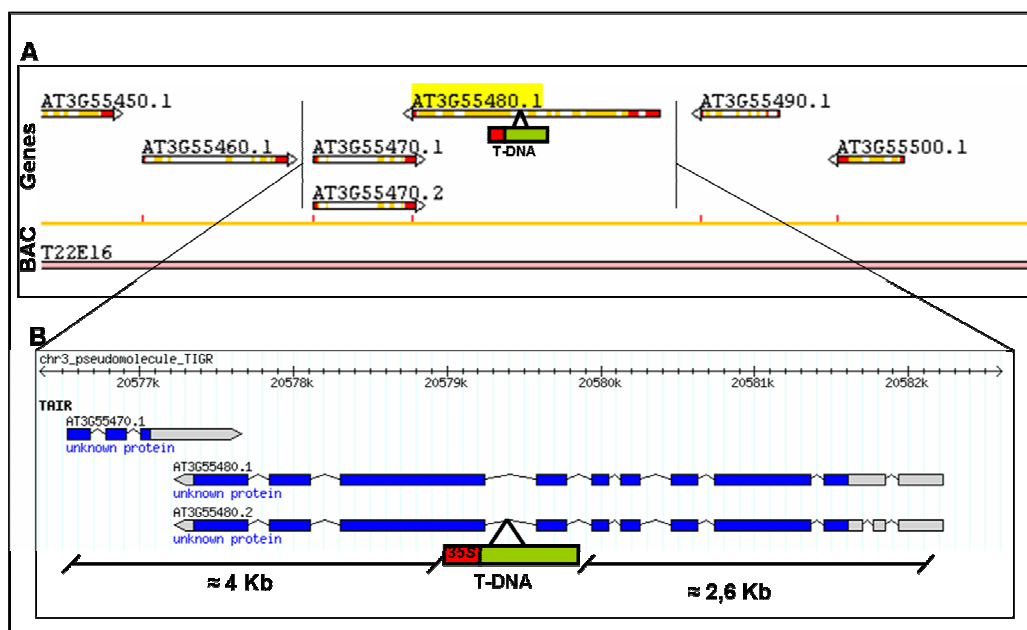 A
AT3G55450.1
AT3G55480.1
AT3G55490.1
AT3G55460.1
AT3G55470.1
T-DNA
AT3G55500.1
AT3G55470.2
Genes
BAC
T22E16
B
chr3_pseudomolecule_TIGR
20577k 20578k 20579k 20580k 20581k 20582k
TAIR
AT3G55470.1
unknown protein
AT3G55480.1
unknown protein
AT3G55480.2
unknown protein
35S
≈ 4 Kb
T-DNA
≈ 2,6 Kb